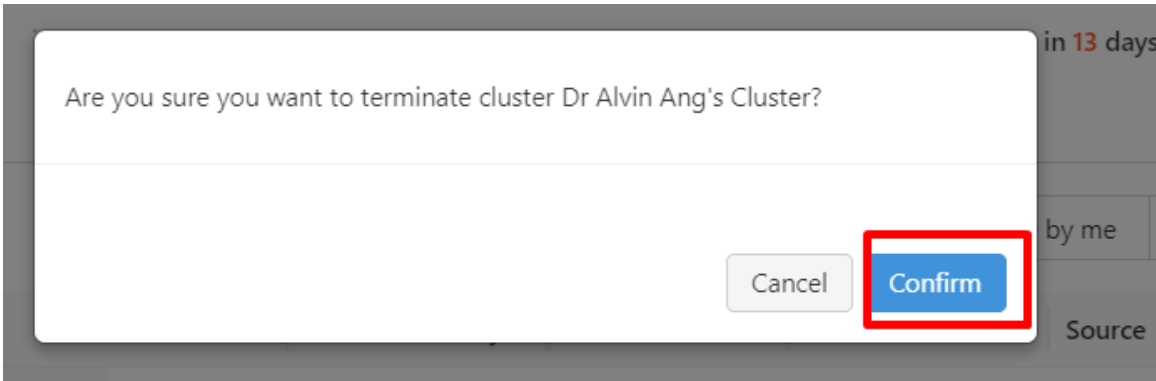 in 13 days
Are you sure you want to terminate cluster Dr Alvin Ang's Cluster?
by me
Cancel
Confirm
Source